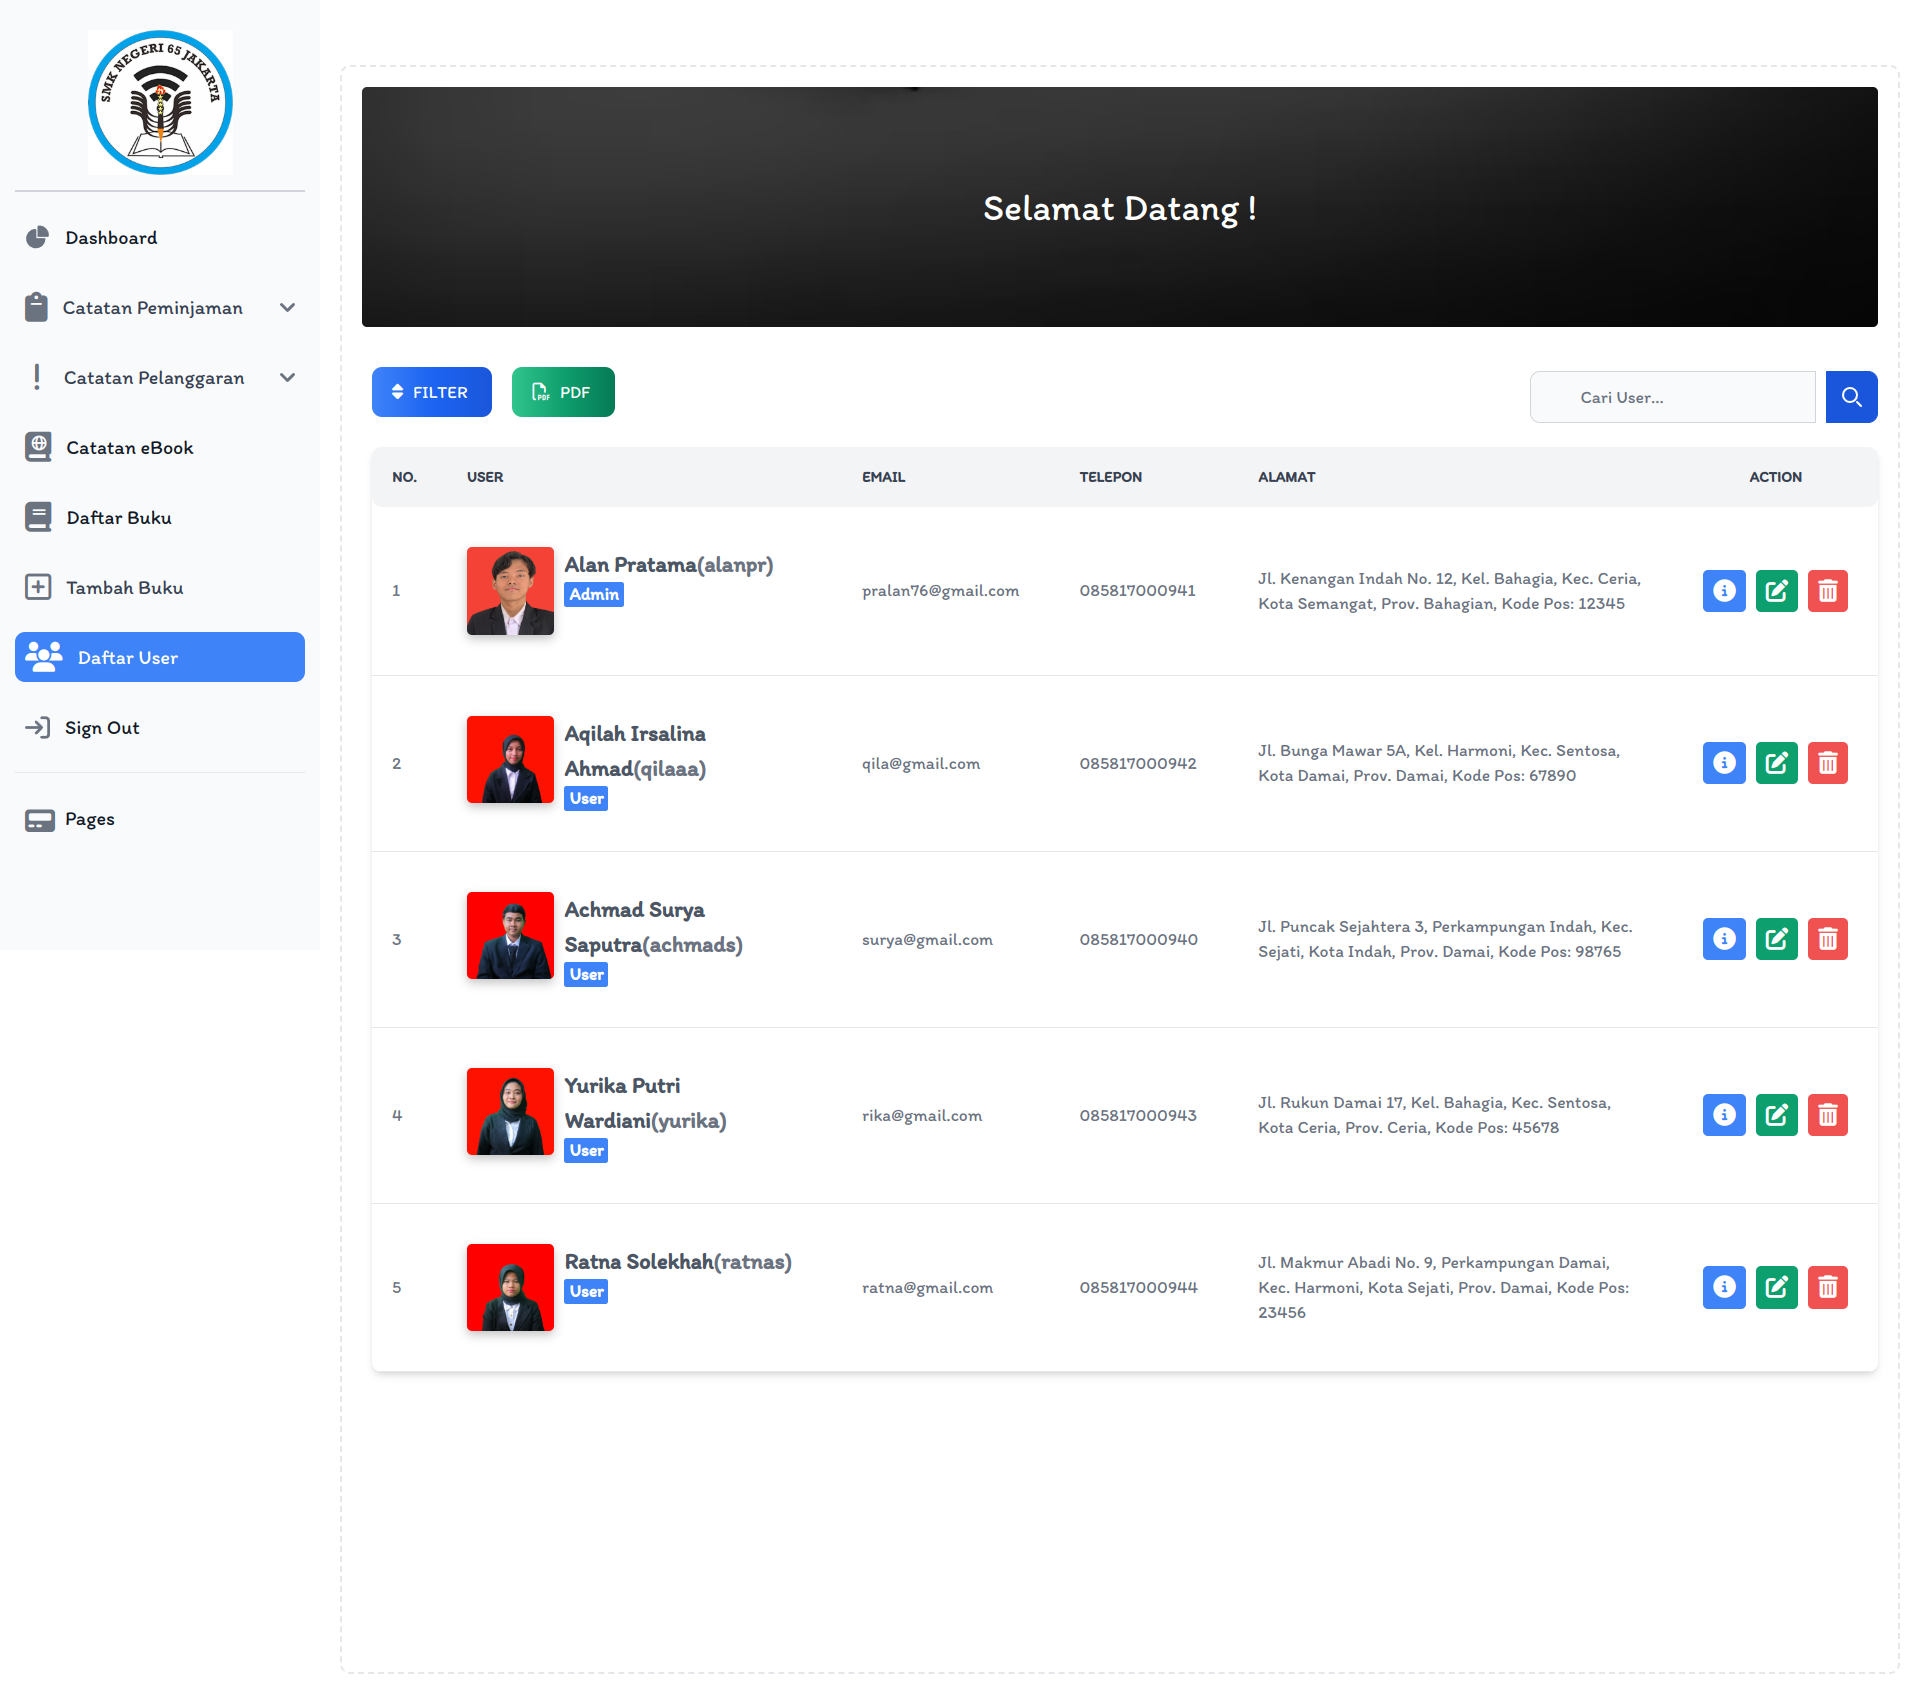 SMK NEGERI 65 JAKARTA
Dashboard
Catatan Peminjaman
Catatan Pelanggaran
Catatan eBook
Daftar Buku
Tambah Buku
Daftar User
Sign Out
Pages
Selamat Datang !
FILTER
PDF PDF
Cari User...
NO. USER EMAIL TELEPON ALAMAT ACTION
1
Alan Pratama(alanpr)
Admin
pralan76@gmail.com
085817000941
Jl. Kenangan Indah No. 12, Kel. Bahagia, Kec. Ceria,
Kota Semangat, Prov. Bahagian, Kode Pos: 12345
2
Aqilah Irsalina
Ahmad(qilaaa)
User
qila@gmail.com
085817000942
Jl. Bunga Mawar 5A, Kel. Harmoni, Kec. Sentosa,
Kota Damai, Prov. Damai, Kode Pos: 67890
3
Achmad Surya
Saputra(achmads)
User
surya@gmail.com
085817000940
Jl. Puncak Sejahtera 3, Perkampungan Indah, Kec.
Sejati, Kota Indah, Prov. Damai, Kode Pos: 98765
4
Yurika Putri
Wardiani(yurika)
User
rika@gmail.com
085817000943
Jl. Rukun Damai 17, Kel. Bahagia, Kec. Sentosa,
Kota Ceria, Prov. Ceria, Kode Pos: 45678
5
Ratna Solekhah(ratnas)
User
ratna@gmail.com
085817000944
Jl. Makmur Abadi No. 9, Perkampungan Damai,
Kec. Harmoni, Kota Sejati, Prov. Damai, Kode Pos:
23456